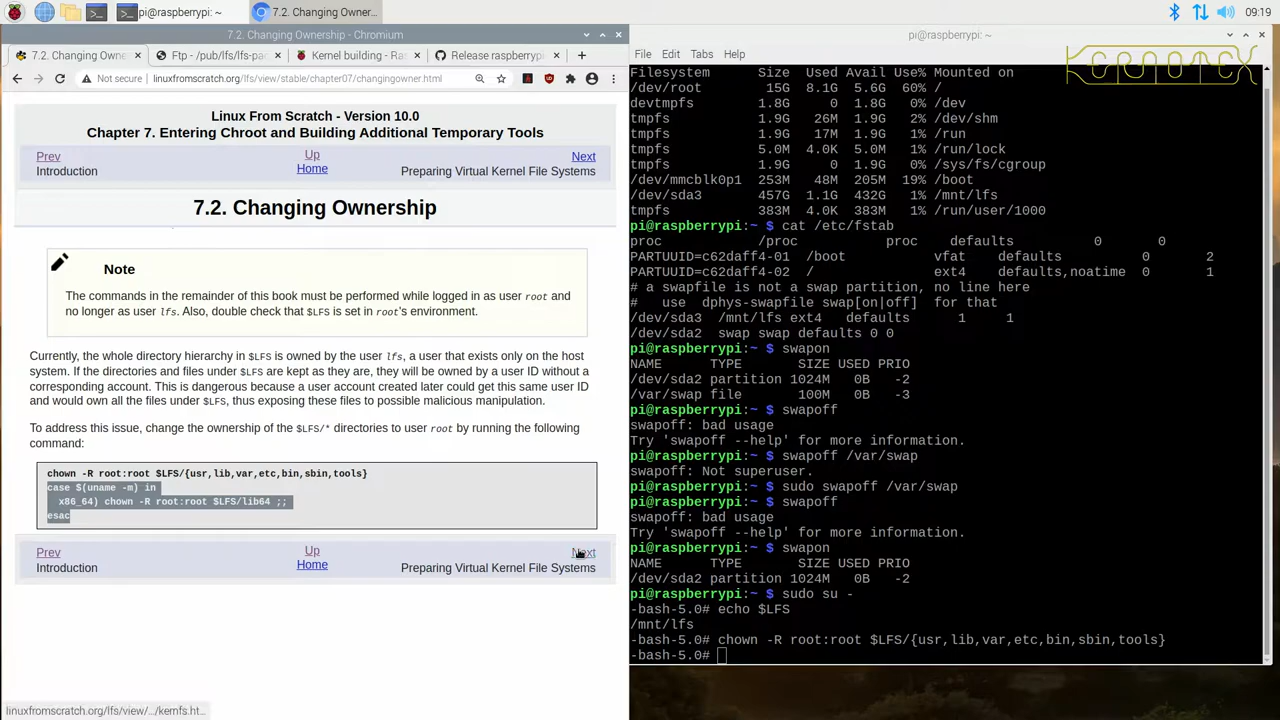 pi@raspberrypi: ~
7.2. Changing Owner...
09:19
7.2. Changing Ownership - Chromium
7.2. Changing Ownership
Ftp - /pub/lfs/lfs-pac
Kernel building - Ras
Release raspberrypi
Not secure
linuxfromscratch.org/lfs/view/stable/chapter07/changingowner.html
Linux From Scratch - Version 10.0
Chapter 7. Entering Chroot and Building Additional Temporary Tools
Prev
Up
Next
Introduction
Home
Preparing Virtual Kernel File Systems
7.2. Changing Ownership
Note
The commands in the remainder of this book must be performed while logged in as user root and
no longer as user lfs. Also, double check that $LFS is set in root's environment.
Currently, the whole directory hierarchy in $LFS is owned by the user lfs, a user that exists only on the host
system. If the directories and files under $LFS are kept as they are, they will be owned by a user ID without a
corresponding account. This is dangerous because a user account created later could get this same user ID
and would own all the files under $LFS, thus exposing these files to possible malicious manipulation.
To address this issue, change the ownership of the $LFS/* directories to user root by running the following
command:
chown -R root:root $LFS/{usr,lib,var,etc,bin,sbin,tools}
case $(uname -m) in
x86_64) chown -R root:root $LFS/lib64 ;;
esac
Prev
Up
Next
Introduction
Home
Preparing Virtual Kernel File Systems
linuxfromscratch.org/lfs/view/.../kernfs.ht...
pi@raspberrypi: ~
File Edit Tabs Help
KERNOTEX
Filesystem Size Used Avail Use% Mounted on
/dev/root 15G 8.1G 5.6G 60% /
devtmpfs 1.8G 0 1.8G 0% /dev
tmpfs 1.9G 26M 1.9G 2% /dev/shm
tmpfs 1.9G 17M 1.9G 1% /run
tmpfs 5.0M 4.0K 5.0M 1% /run/lock
tmpfs 1.9G 0 1.9G 0% /sys/fs/cgroup
/dev/mmcblk0p1 253M 48M 205M 19% /boot
/dev/sda3 457G 1.1G 432G 1% /mnt/lfs
tmpfs 383M 4.0K 383M 1% /run/user/1000
pi@raspberrypi:~ $ cat /etc/fstab
proc /proc proc defaults 0 0
PARTUUID=c62daff4-01 /boot vfat defaults 0 2
PARTUUID=c62daff4-02 / ext4 defaults,noatime 0 1
# a swapfile is not a swap partition, no line here
# use dphys-swapfile swap[on|off] for that
/dev/sda3 /mnt/lfs ext4 defaults 1 1
/dev/sda2 swap swap defaults 0 0
pi@raspberrypi:~ $ swapon
NAME TYPE SIZE USED PRIO
/dev/sda2 partition 1024M 0B -2
/var/swap file 100M 0B -3
pi@raspberrypi:~ $ swapoff
swapoff: bad usage
Try 'swapoff --help' for more information.
pi@raspberrypi:~ $ swapoff /var/swap
swapoff: Not superuser.
pi@raspberrypi:~ $ sudo swapoff /var/swap
pi@raspberrypi:~ $ swapoff
swapoff: bad usage
Try 'swapoff --help' for more information.
pi@raspberrypi:~ $ swapon
NAME TYPE SIZE USED PRIO
/dev/sda2 partition 1024M 0B -2
pi@raspberrypi:~ $ sudo su -
-bash-5.0# echo $LFS
/mnt/lfs
-bash-5.0# chown -R root:root $LFS/{usr,lib,var,etc,bin,sbin,tools}
-bash-5.0#